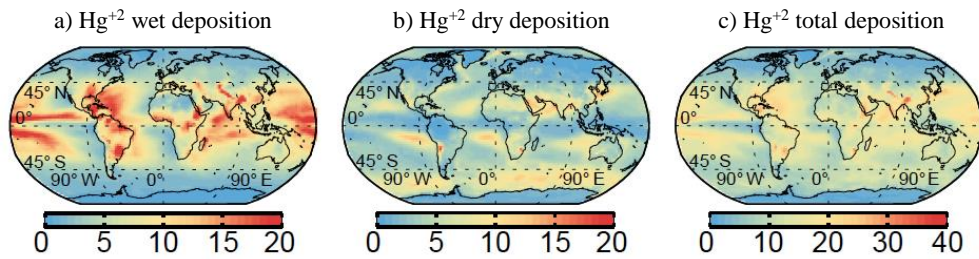 a) Hg⁺² wet deposition
b) Hg⁺² dry deposition
c) Hg⁺² total deposition
45° N
0°
45° S
90° W
0°
90° E
45° N
0°
45° S
90° W
0°
90° E
45° N
0°
45° S
90° W
0°
90° E
0 5 10 15 20
0 5 10 15 20
0 10 20 30 40